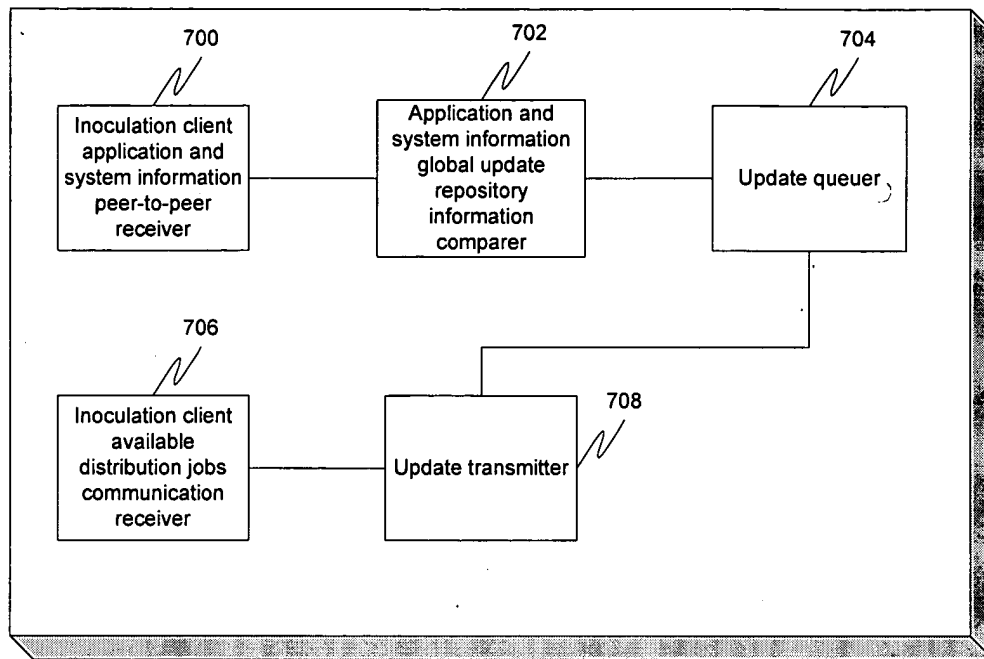 700
702
704
Inoculation client
application and
system information
peer-to-peer
receiver
Application and
system information
global update
repository
information
comparer
Update queuer
706
Inoculation client
available
distribution jobs
communication
receiver
708
Update transmitter